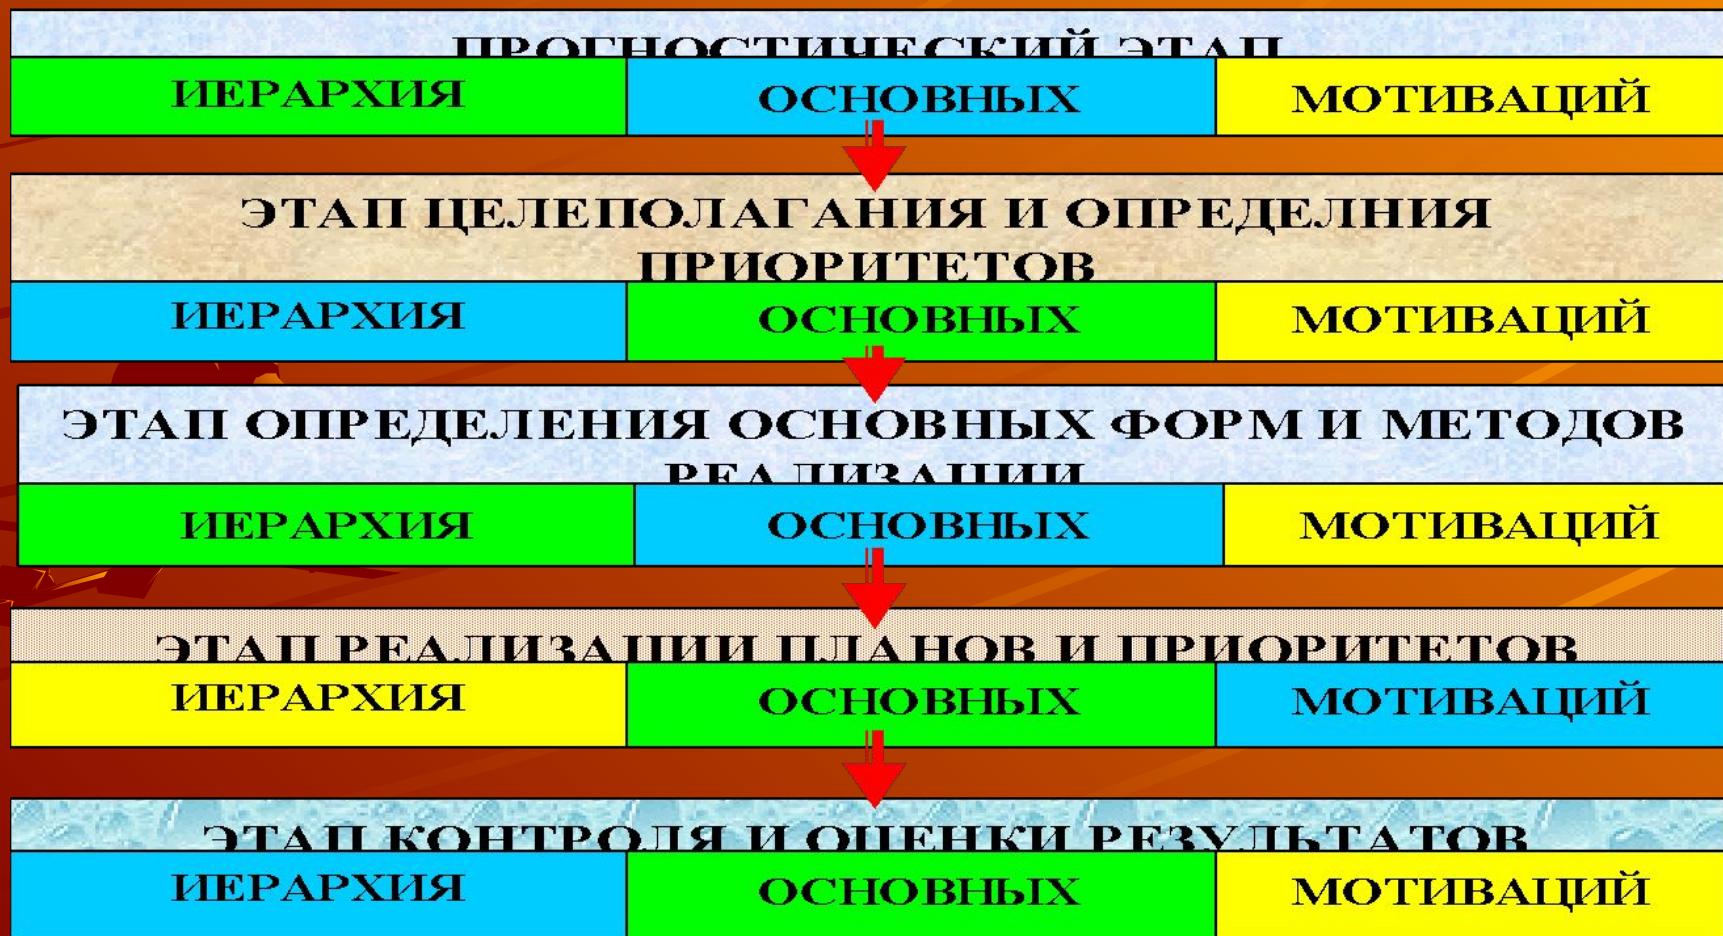 ПРОГНОСТИЧЕСКИЙ ЭТАП
ИЕРАРХИЯ ОСНОВНЫХ МОТИВАЦИЙ
ЭТАП ЦЕЛЕПОЛАГАНИЯ И ОПРЕДЕЛНИЯ
ПРИОРИТЕТОВ
ИЕРАРХИЯ ОСНОВНЫХ МОТИВАЦИЙ
ЭТАП ОПРЕДЕЛЕНИЯ ОСНОВНЫХ ФОРМ И МЕТОДОВ
РЕАЛИЗАЦИИ
ИЕРАРХИЯ ОСНОВНЫХ МОТИВАЦИЙ
ЭТАП РЕАЛИЗАЦИИ ПЛАНОВ И ПРИОРИТЕТОВ
ИЕРАРХИЯ ОСНОВНЫХ МОТИВАЦИЙ
ЭТАП КОНТРОЛЯ И ОЦЕНКИ РЕЗУЛЬТАТОВ
ИЕРАРХИЯ ОСНОВНЫХ МОТИВАЦИЙ